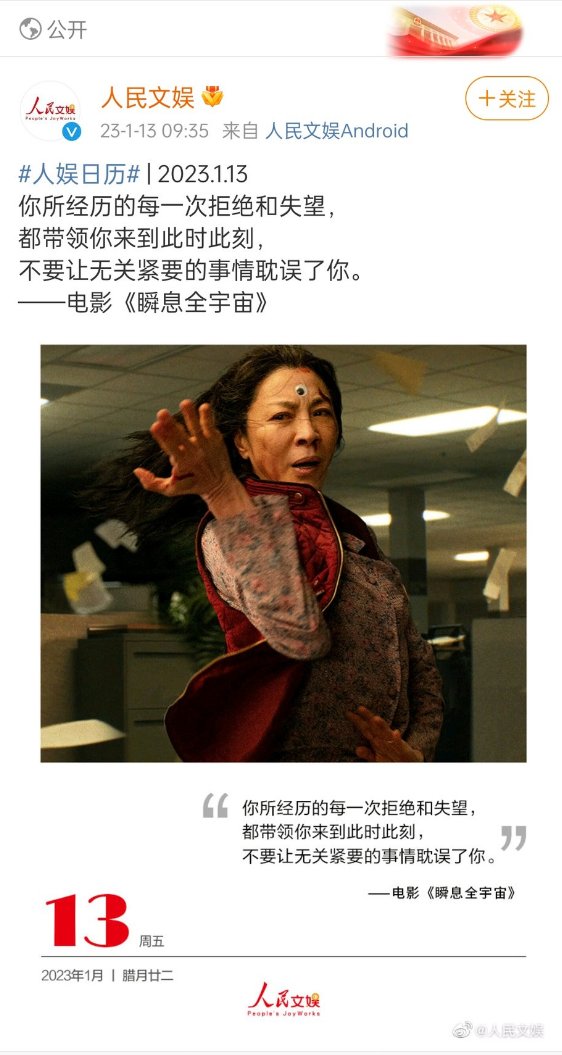 公开
人民文娱
People's JoyWorks
人民文娱
23-1-13 09:35 来自 人民文娱Android
+关注
#人娱日历# | 2023.1.13
你所经历的每一次拒绝和失望，
都带领你来到此时此刻，
不要让无关紧要的事情耽误了你。
——电影《瞬息全宇宙》
“你所经历的每一次拒绝和失望，
都带领你来到此时此刻，
不要让无关紧要的事情耽误了你。”
——电影《瞬息全宇宙》
13 周五
2023年1月 | 腊月廿二
人民文娱
People's JoyWorks
@人民文娱